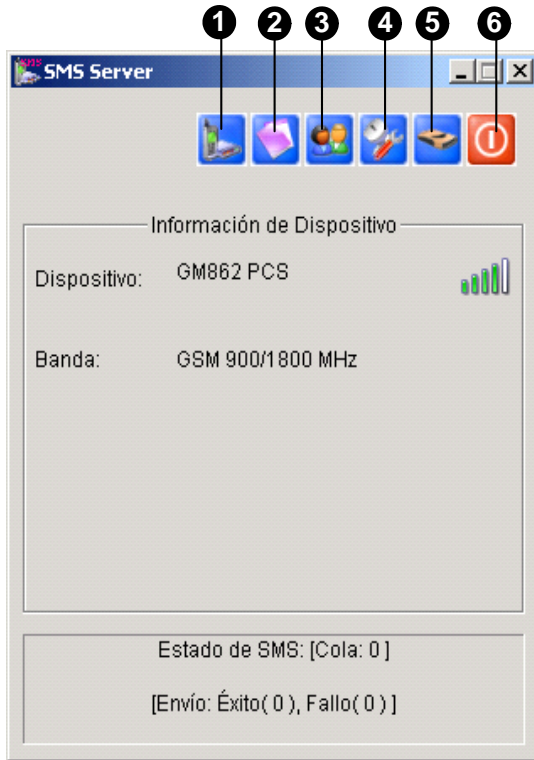 1 2 3 4 5 6
SMS SMS Server
Información de Dispositivo
Dispositivo: GM862 PCS
Banda: GSM 900/1800 MHz
Estado de SMS: [Cola: 0 ]
[Envío: Éxito( 0 ), Fallo( 0 ) ]